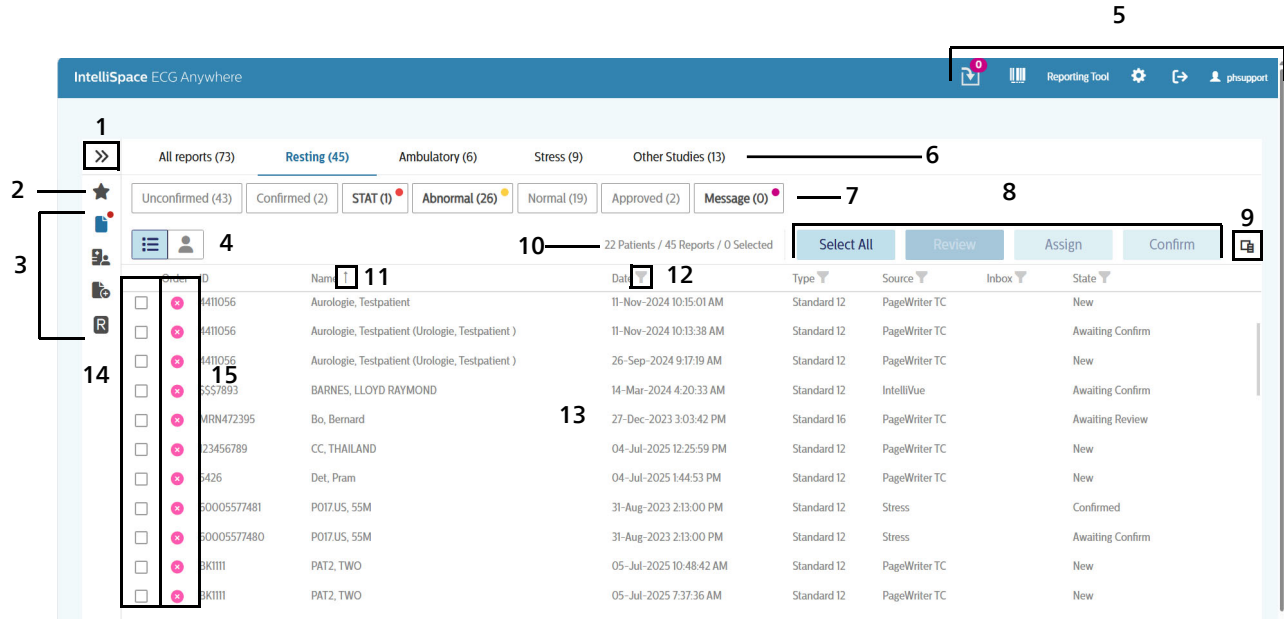 5
IntelliSpace ECG Anywhere 0 Reporting Tool phsupport
1
All reports (73) Resting (45) Ambulatory (6) Stress (9) Other Studies (13) 6
2 Unconfirmed (43) Confirmed (2) STAT (1) Abnormal (26) Normal (19) Approved (2) Message (0) 7 8
3 4 10 22 Patients / 45 Reports / 0 Selected Select All Review Assign Confirm 9
Order ID Name ↑ 11 Date 12 Type Source Inbox State
4411056 Aurologie, Testpatient 11-Nov-2024 10:15:01 AM Standard 12 PageWriter TC New
R 4411056 Aurologie, Testpatient (Urologie, Testpatient ) 11-Nov-2024 10:13:38 AM Standard 12 PageWriter TC Awaiting Confirm
4411056 Aurologie, Testpatient (Urologie, Testpatient ) 26-Sep-2024 9:17:19 AM Standard 12 PageWriter TC New
14 15
$$$7893 BARNES, LLOYD RAYMOND 14-Mar-2024 4:20:33 AM Standard 12 IntelliVue Awaiting Confirm
13
MRN472395 Bo, Bernard 27-Dec-2023 3:03:42 PM Standard 16 PageWriter TC Awaiting Review
123456789 CC, THAILAND 04-Jul-2025 12:25:59 PM Standard 12 PageWriter TC New
5426 Det, Pram 04-Jul-2025 1:44:53 PM Standard 12 PageWriter TC New
60005577481 P017.US, 55M 31-Aug-2023 2:13:00 PM Standard 12 Stress Confirmed
60005577480 P017.US, 55M 31-Aug-2023 2:13:00 PM Standard 12 Stress Awaiting Confirm
BK1111 PAT2, TWO 05-Jul-2025 10:48:42 AM Standard 12 PageWriter TC New
BK1111 PAT2, TWO 05-Jul-2025 7:37:36 AM Standard 12 PageWriter TC New